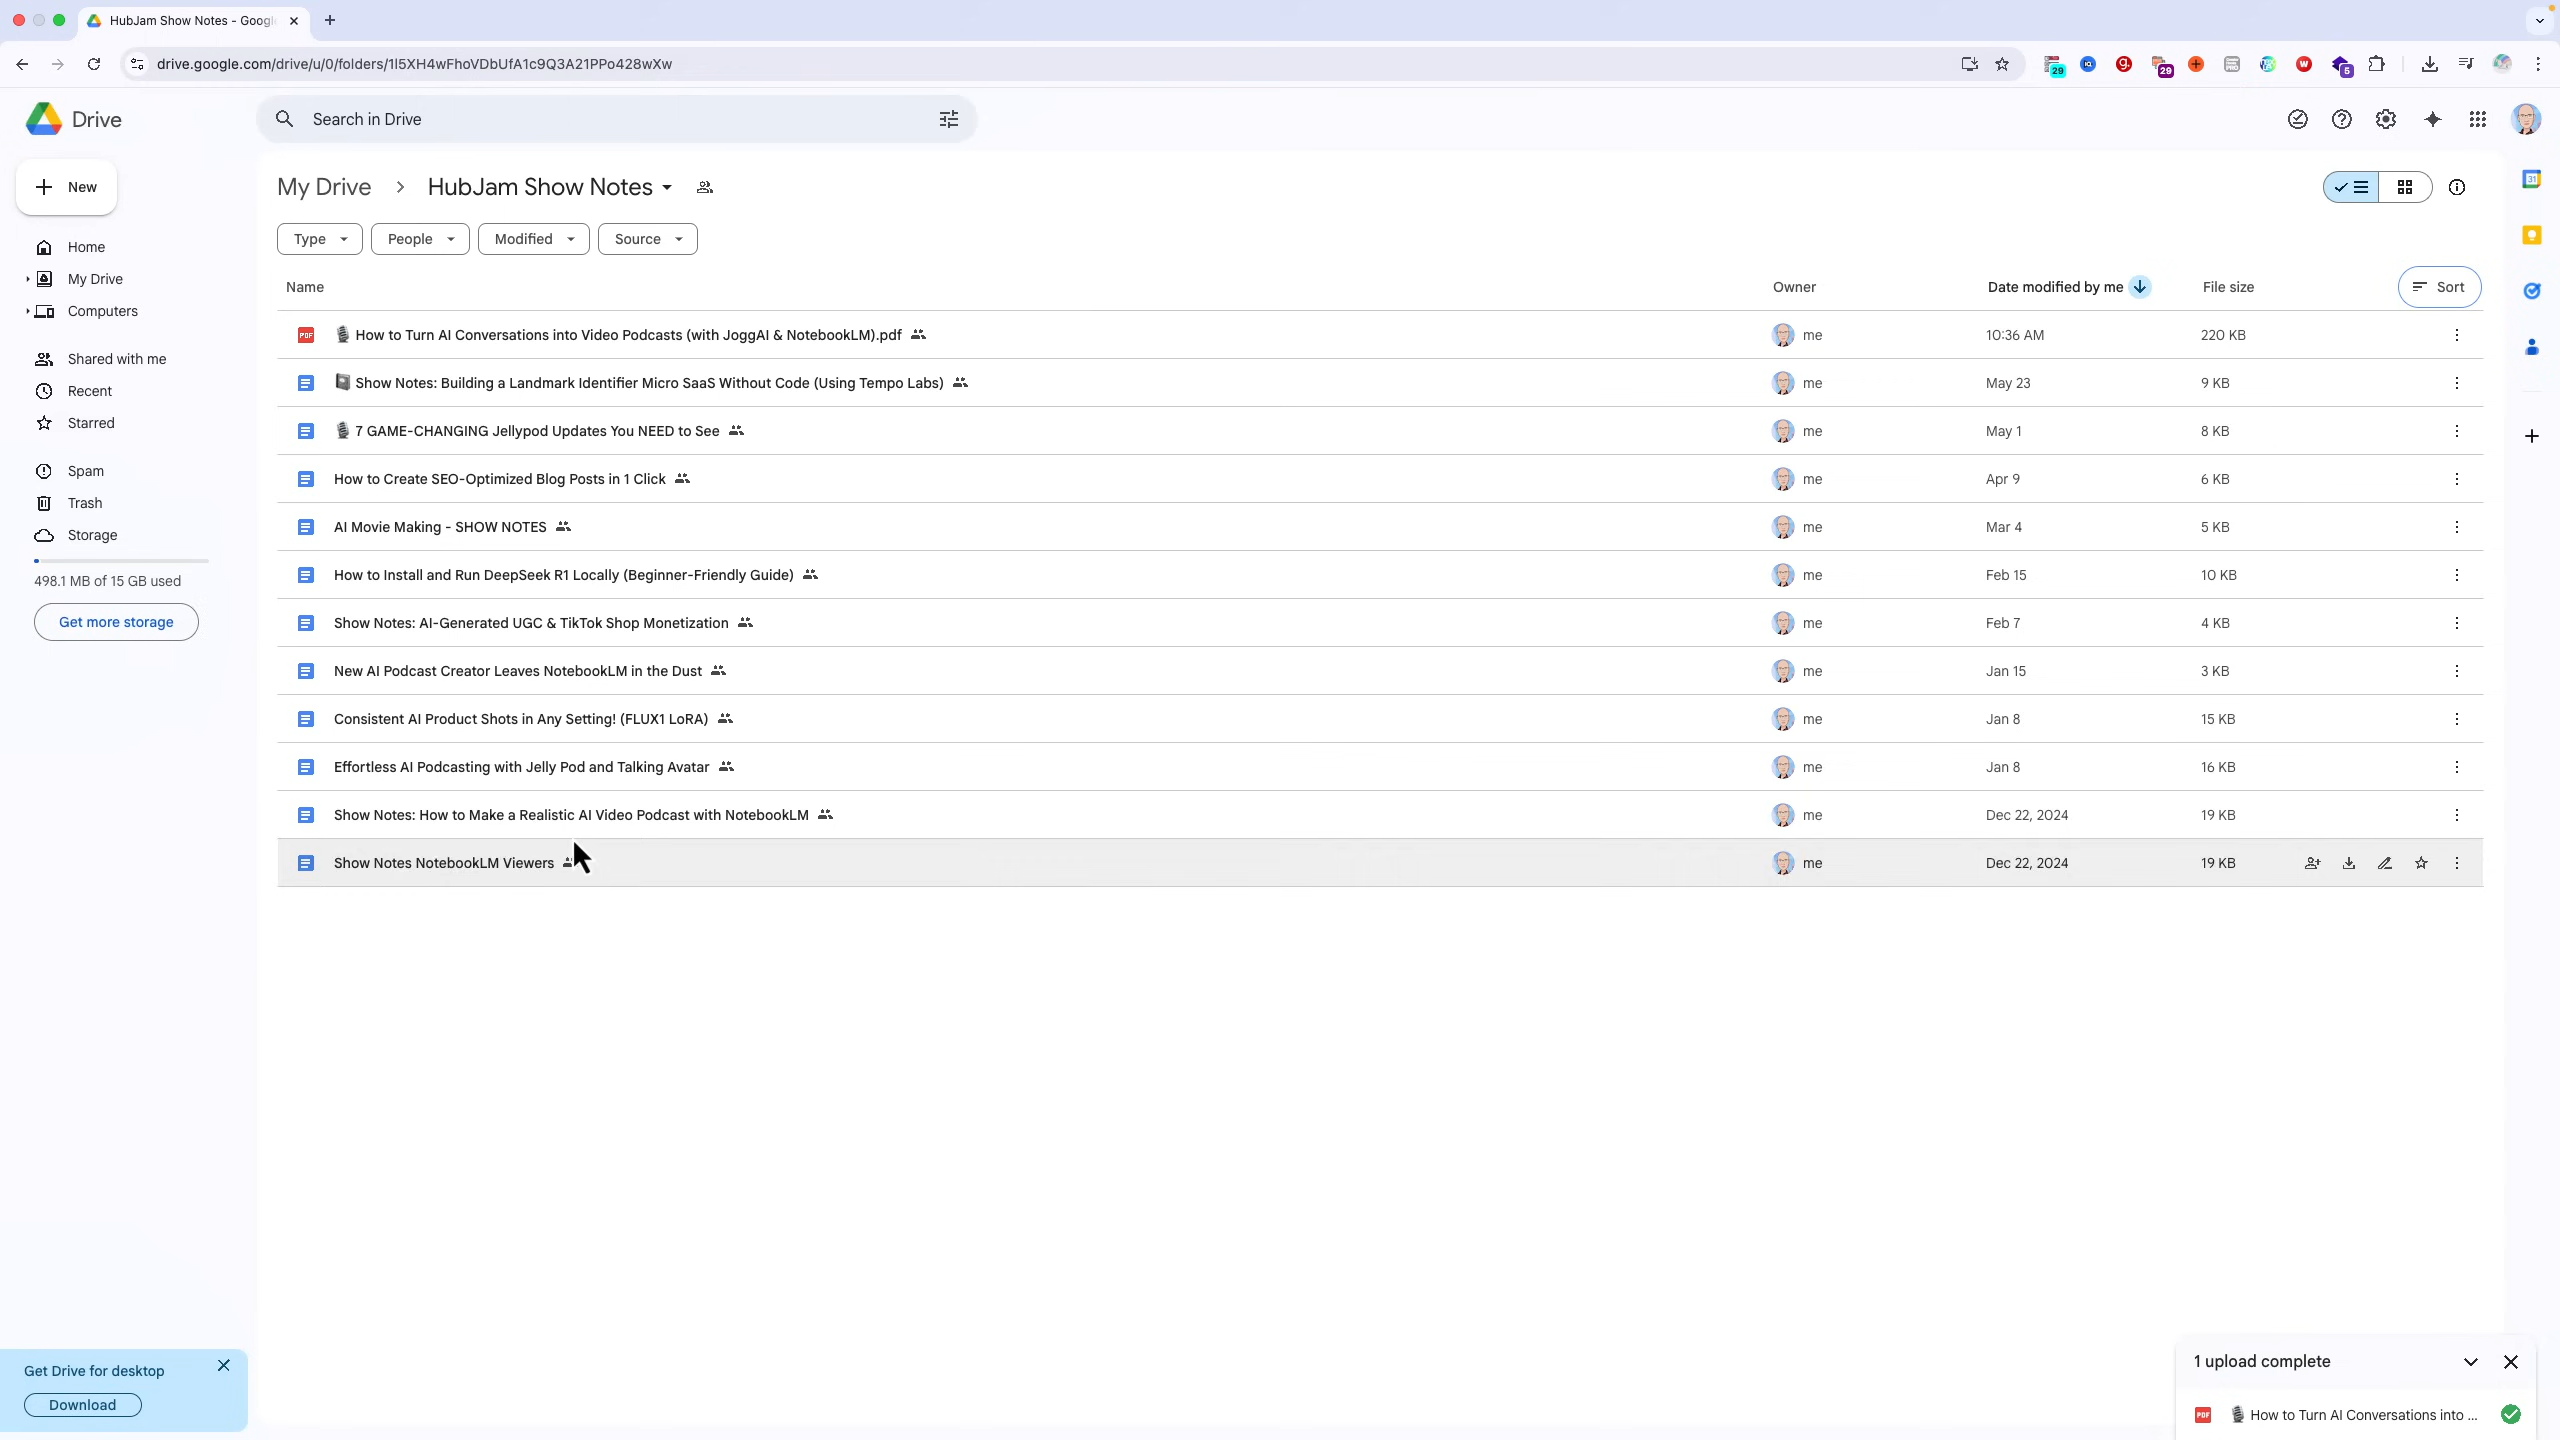 HubJam Show Notes - Googl
drive.google.com/drive/u/0/folders/1I5XH4wFhoVDbUfA1c9Q3A21PPo428wXw
29
29
5
Drive
Search in Drive
New
My Drive
HubJam Show Notes
Type
People
Modified
Source
Home
My Drive
Computers
Shared with me
Recent
Starred
Spam
Trash
Storage
498.1 MB of 15 GB used
Get more storage
Name Owner Date modified by me File size Sort
PDF 🎙️ How to Turn AI Conversations into Video Podcasts (with JoggAI & NotebookLM).pdf me 10:36 AM 220 KB
📓 Show Notes: Building a Landmark Identifier Micro SaaS Without Code (Using Tempo Labs) me May 23 9 KB
🎙️ 7 GAME-CHANGING Jellypod Updates You NEED to See me May 1 8 KB
How to Create SEO-Optimized Blog Posts in 1 Click me Apr 9 6 KB
AI Movie Making - SHOW NOTES me Mar 4 5 KB
How to Install and Run DeepSeek R1 Locally (Beginner-Friendly Guide) me Feb 15 10 KB
Show Notes: AI-Generated UGC & TikTok Shop Monetization me Feb 7 4 KB
New AI Podcast Creator Leaves NotebookLM in the Dust me Jan 15 3 KB
Consistent AI Product Shots in Any Setting! (FLUX1 LoRA) me Jan 8 15 KB
Effortless AI Podcasting with Jelly Pod and Talking Avatar me Jan 8 16 KB
Show Notes: How to Make a Realistic AI Video Podcast with NotebookLM me Dec 22, 2024 19 KB
Show Notes NotebookLM Viewers me Dec 22, 2024 19 KB
31
Get Drive for desktop
Download
1 upload complete
PDF 🎙️ How to Turn AI Conversations into ...